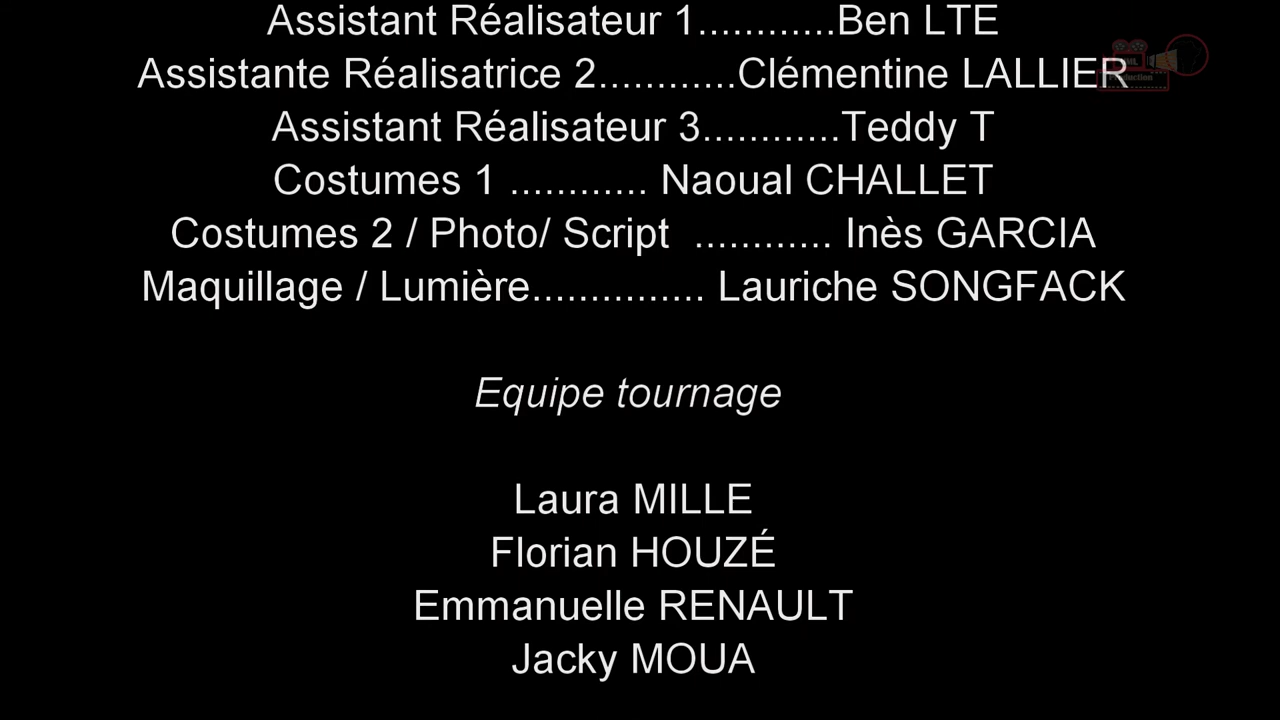 Assistant Réalisateur 1............Ben LTE
Assistante Réalisatrice 2............Clémentine LALLIER
Assistant Réalisateur 3............Teddy T
Costumes 1 ............ Naoual CHALLET
Costumes 2 / Photo/ Script ............ Inès GARCIA
Maquillage / Lumière............... Lauriche SONGFACK
Equipe tournage
Laura MILLE
Florian HOUZÉ
Emmanuelle RENAULT
Jacky MOUA
Production